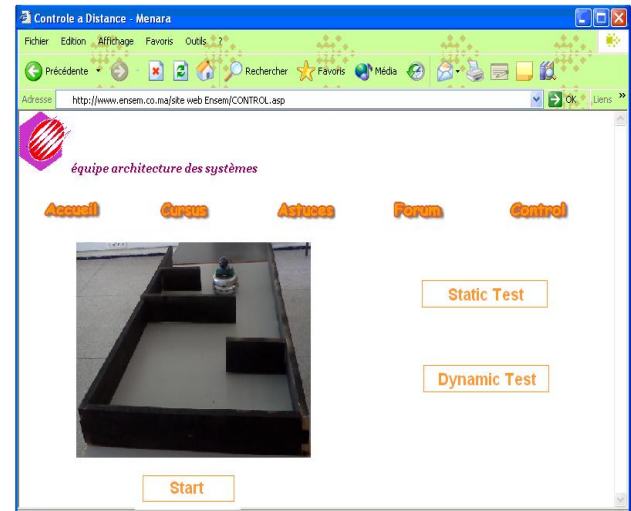 Controle a Distance - Menara
Fichier Edition Affichage Favoris Outils ?
Précédente Rechercher Favoris Média
Adresse http://www.ensem.co.ma/site web Ensem/CONTROL.asp OK Liens »
équipe architecture des systèmes
Accueil Cursus Astuces Forum Control
Static Test
Dynamic Test
Start